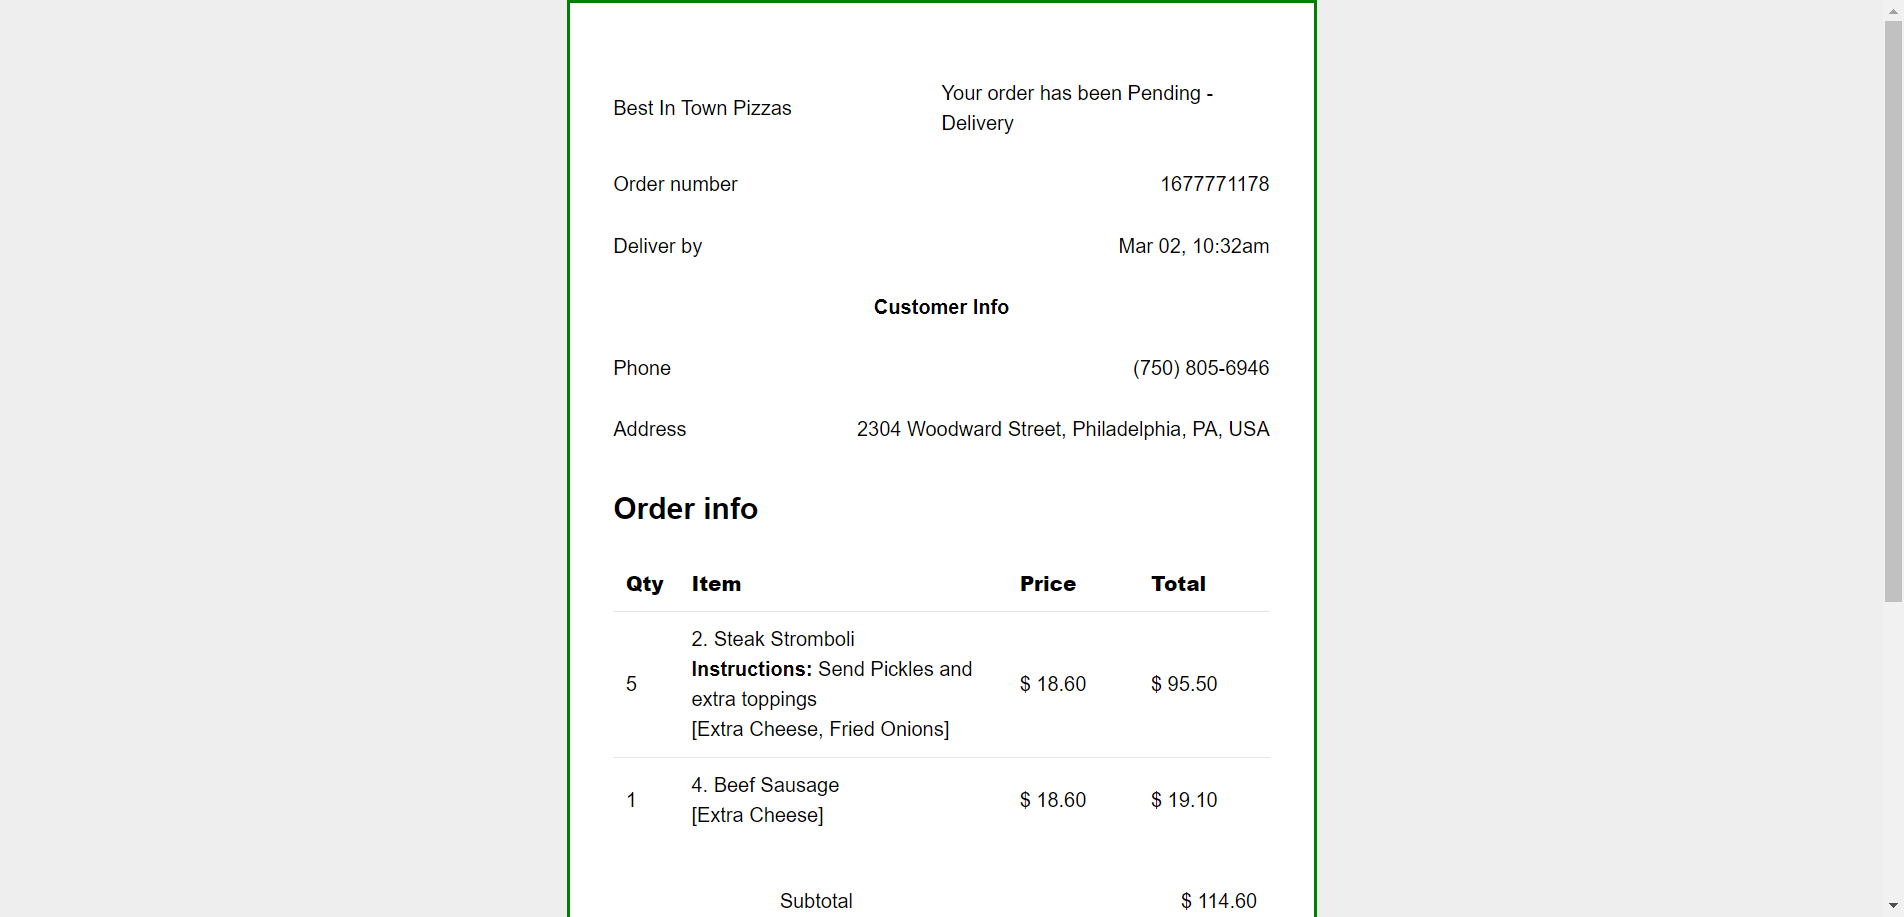 Best In Town Pizzas
Your order has been Pending -
Delivery
Order number 1677771178
Deliver by Mar 02, 10:32am
Customer Info
Phone (750) 805-6946
Address 2304 Woodward Street, Philadelphia, PA, USA
Order info
Qty Item Price Total
2. Steak Stromboli
Instructions: Send Pickles and
5 $ 18.60 $ 95.50
extra toppings
[Extra Cheese, Fried Onions]
4. Beef Sausage
1 $ 18.60 $ 19.10
[Extra Cheese]
Subtotal $ 114.60